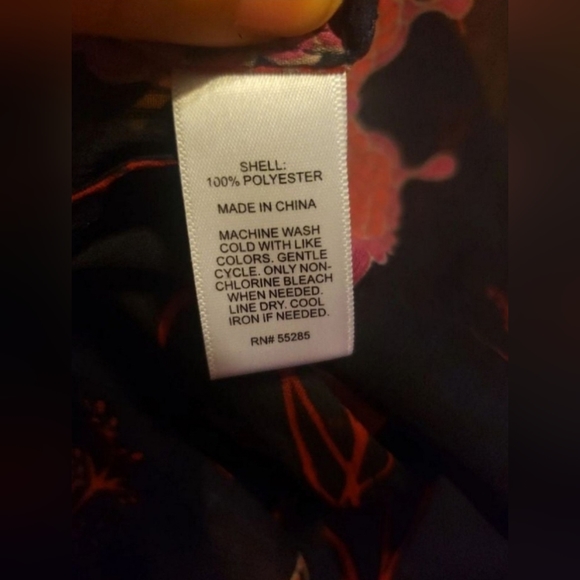 SHELL:
100% POLYESTER
MADE IN CHINA
MACHINE WASH
COLD WITH LIKE
COLORS. GENTLE
CYCLE. ONLY NON-
CHLORINE BLEACH
WHEN NEEDED.
LINE DRY. COOL
IRON IF NEEDED.
RN# 55285